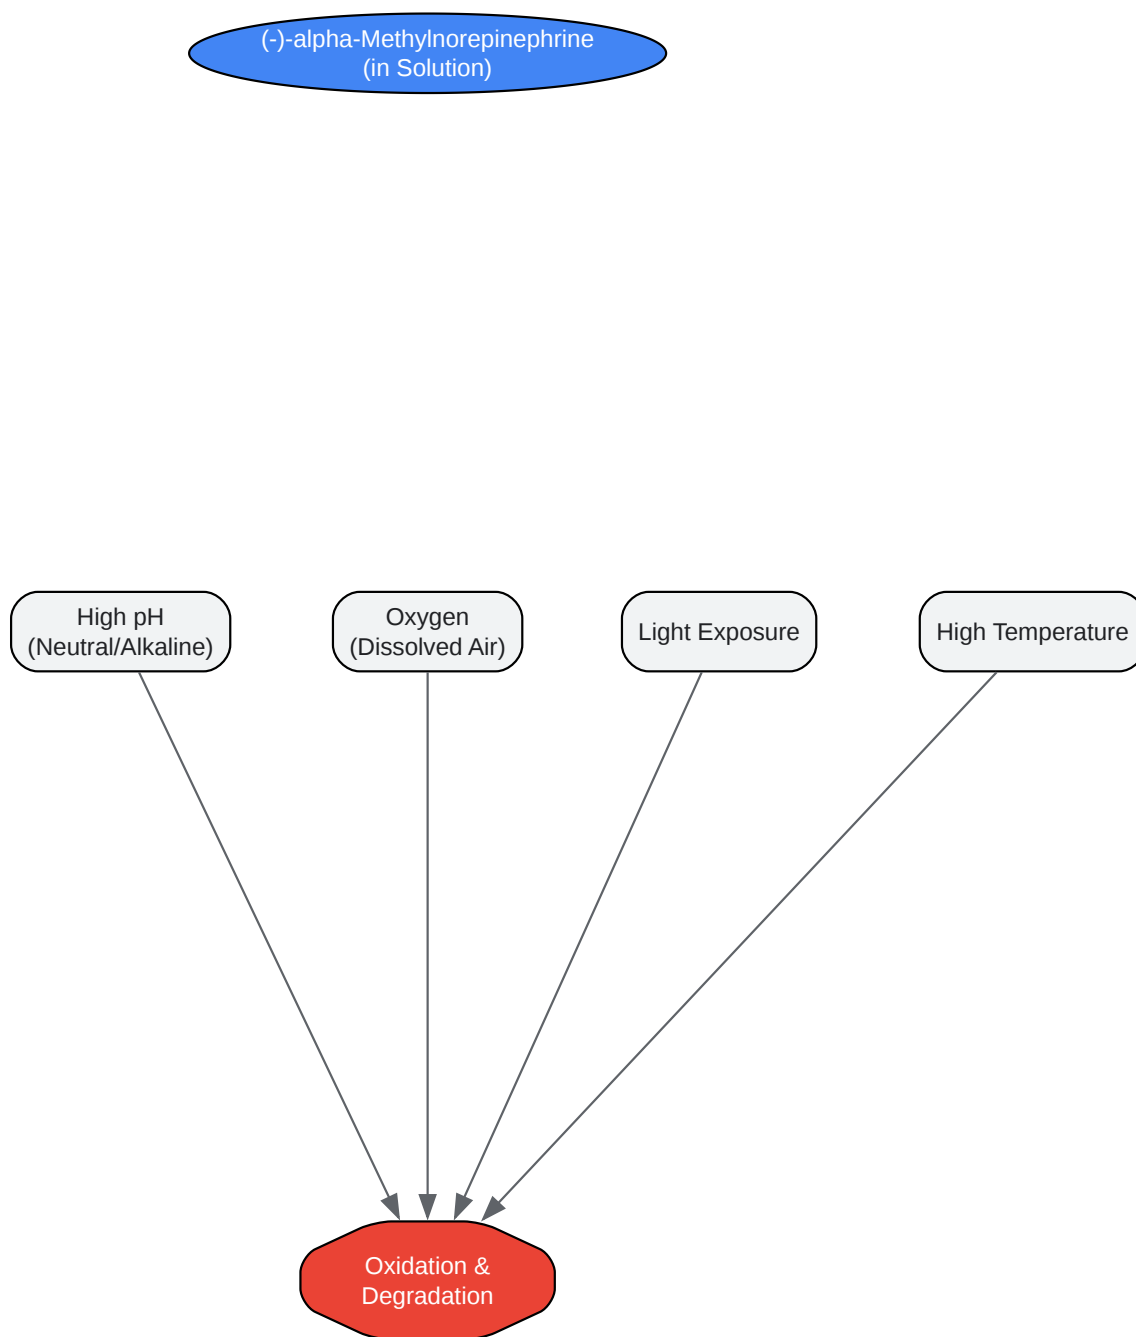 (-)-alpha-Methylnorepinephrine
(in Solution)
High pH
(Neutral/Alkaline)
Oxygen
(Dissolved Air)
Light Exposure
High Temperature
Oxidation &
Degradation